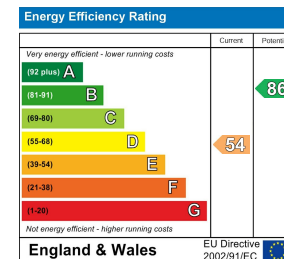 Energy Efficiency Rating
Current Potenti
Very energy efficient - lower running costs
(92 plus) A
(81-91) B
86
(69-80) C
(55-68) D
54
(39-54) E
(21-38) F
(1-20) G
Not energy efficient - higher running costs
England & Wales
EU Directive
2002/91/EC